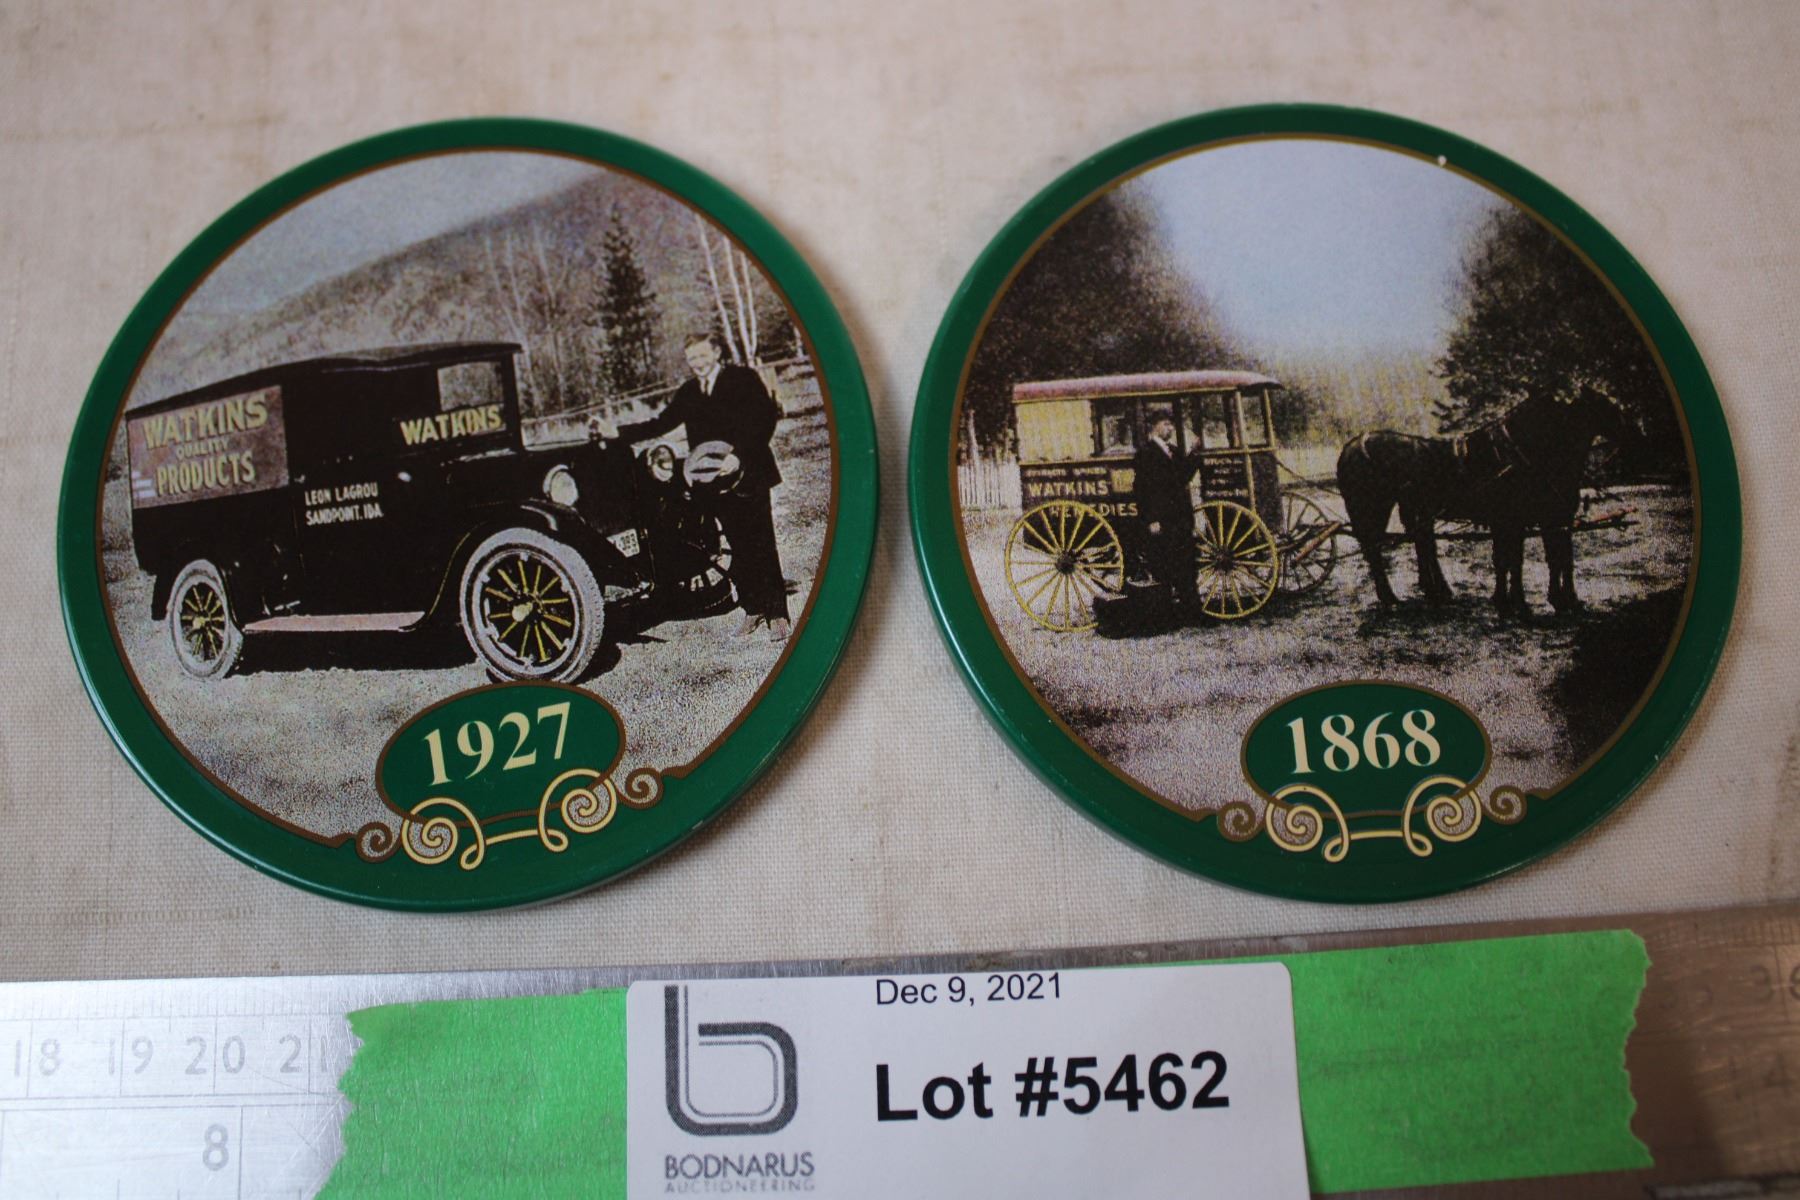 WATKINS
QUALITY
PRODUCTS
WATKINS
LEON LAGROU
SANDPOINT. IDA.
393
1927
WATKINS
REMEDIES
1868
18 19 20 21
8
Dec 9, 2021
Lot #5462
BODNARUS
AUCTIONEERING